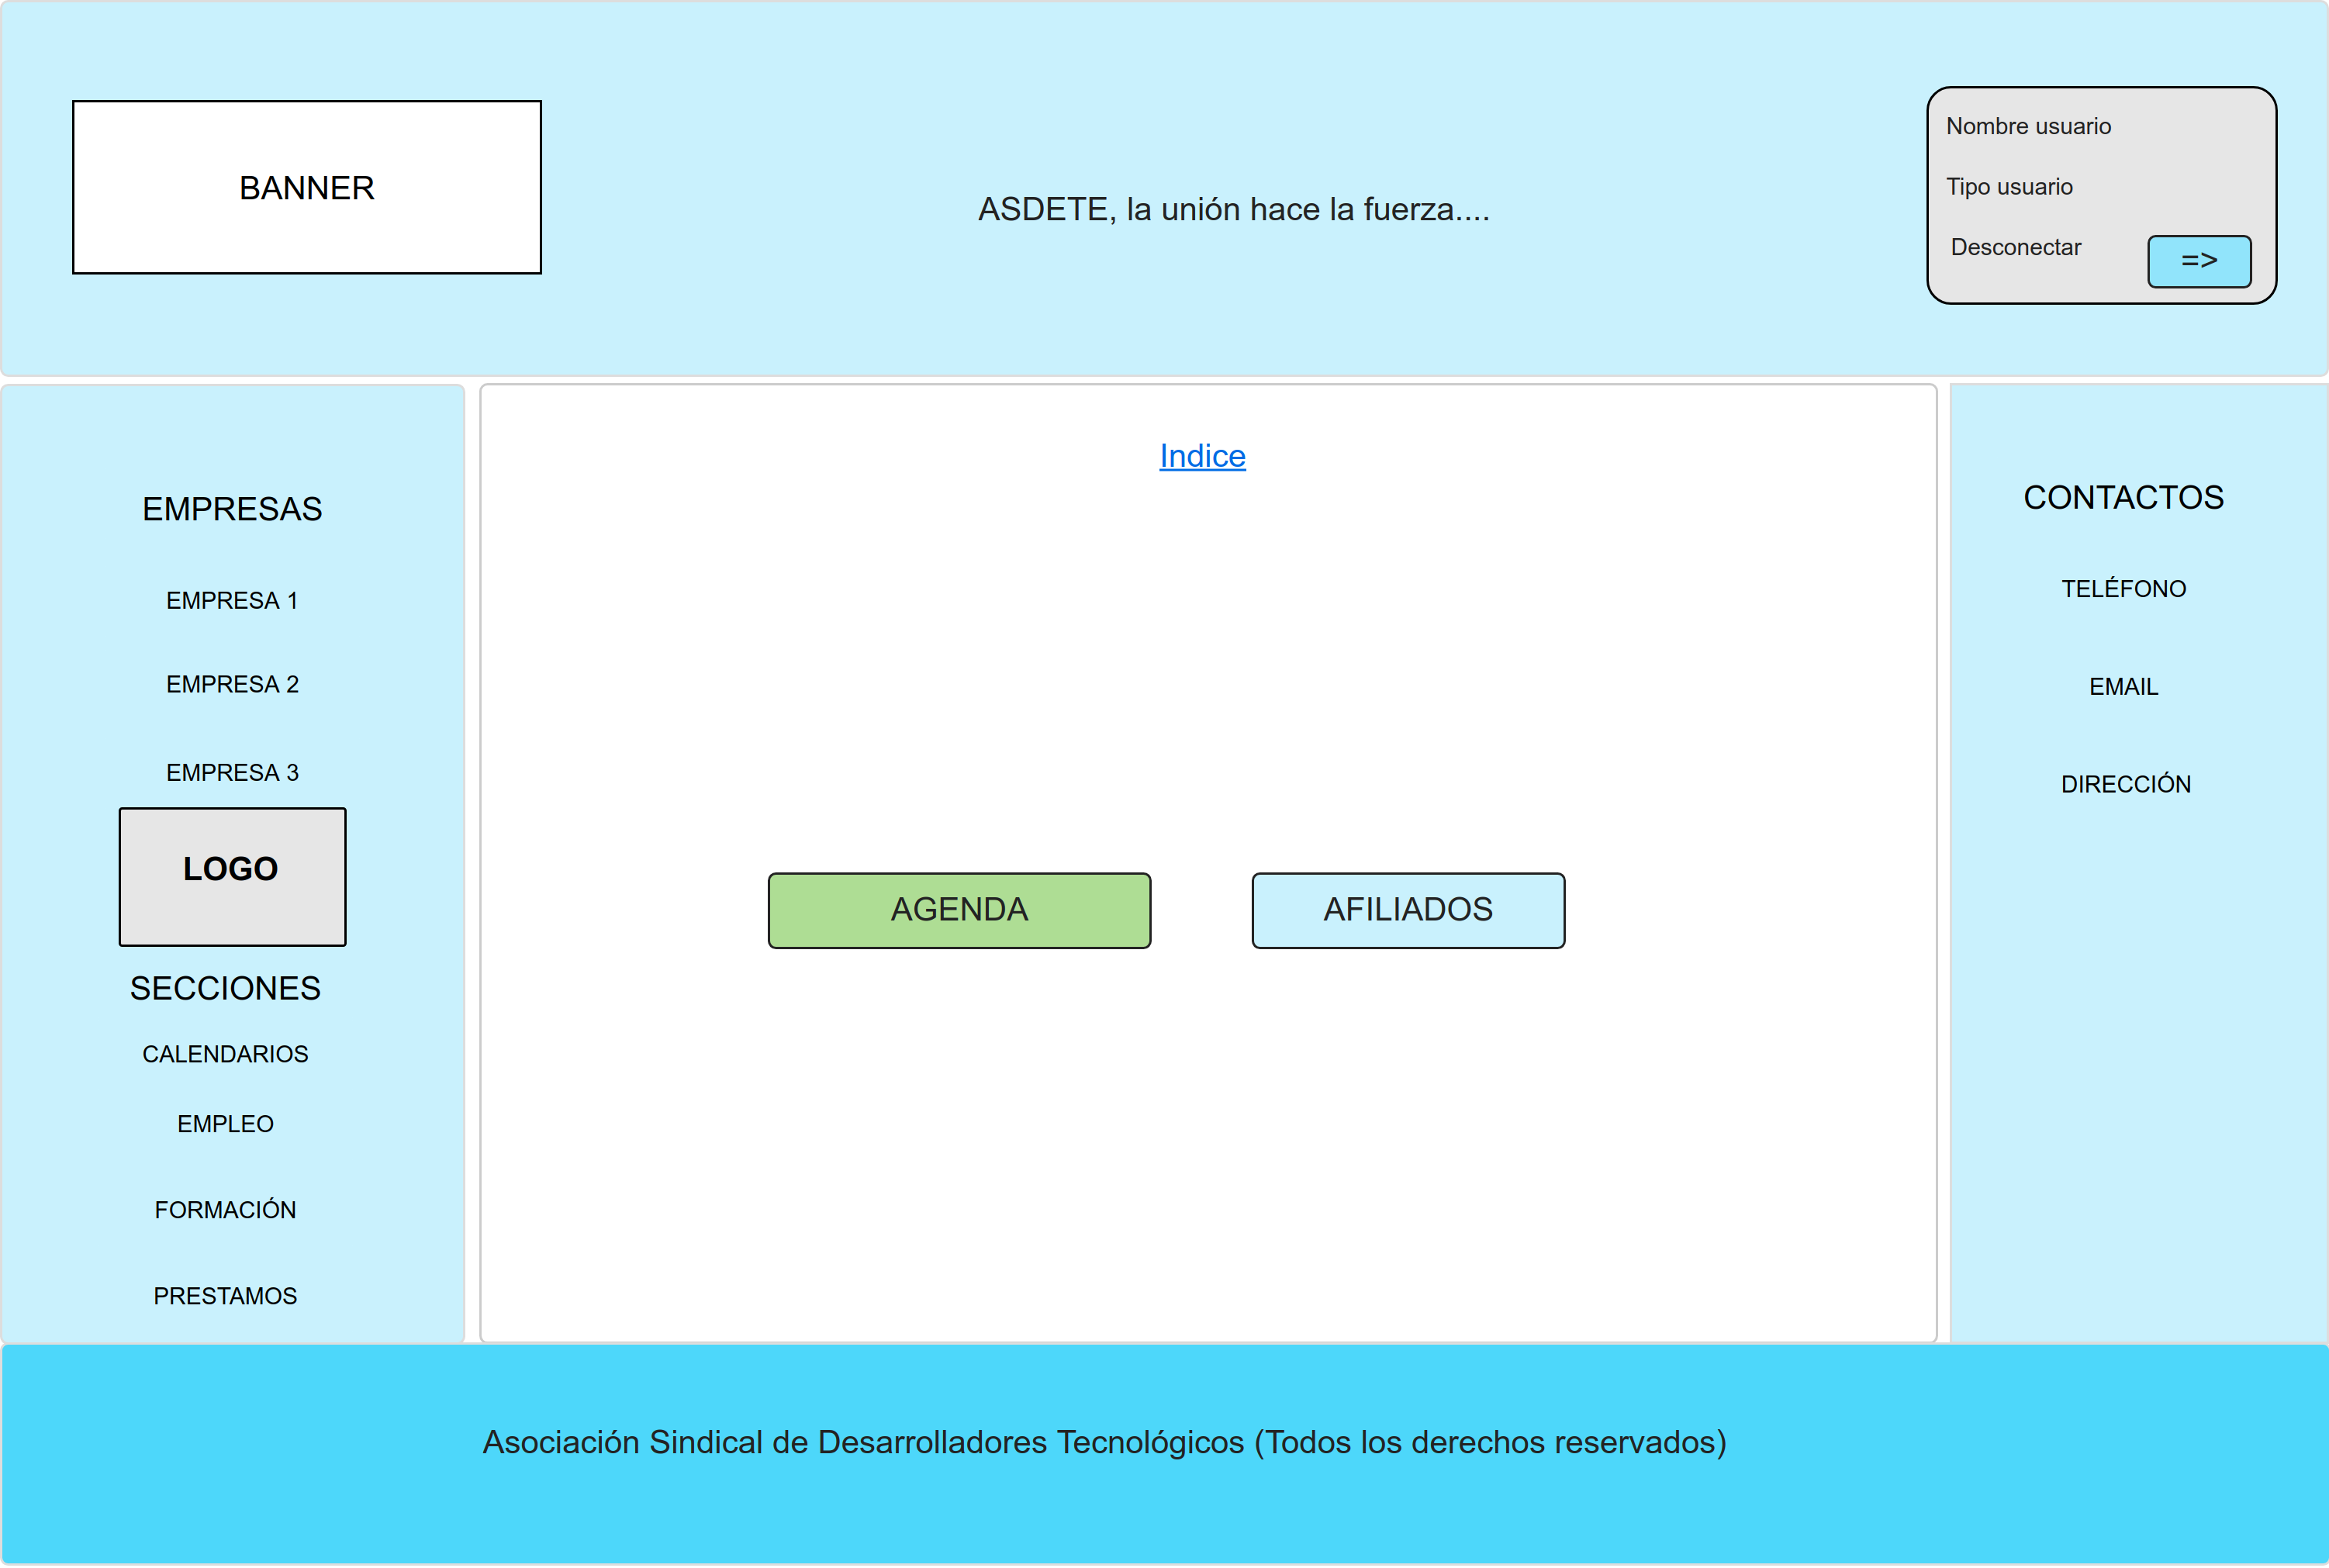 BANNER
ASDETE, la unión hace la fuerza....
Nombre usuario
Tipo usuario
Desconectar
=>
EMPRESAS
EMPRESA 1
EMPRESA 2
EMPRESA 3
LOGO
SECCIONES
CALENDARIOS
EMPLEO
FORMACIÓN
PRESTAMOS
Indice
AGENDA
AFILIADOS
CONTACTOS
TELÉFONO
EMAIL
DIRECCIÓN
Asociación Sindical de Desarrolladores Tecnológicos (Todos los derechos reservados)